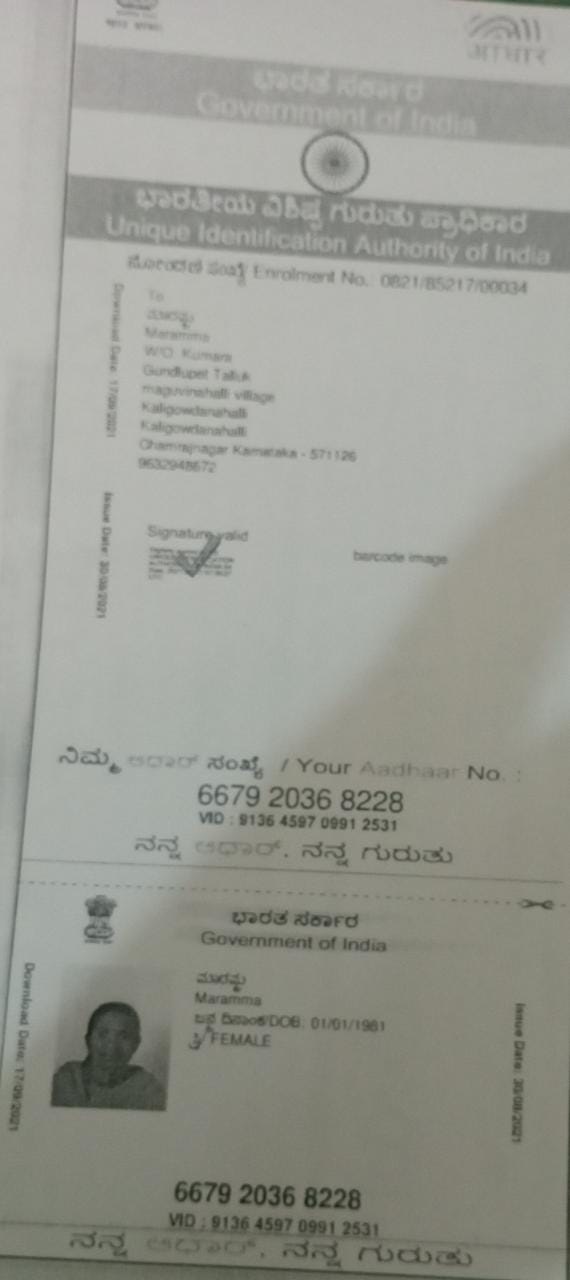 आधार
ಭಾರತ ಸರ್ಕಾರ
Government of India
ಭಾರತೀಯ ವಿಶಿಷ್ಟ ಗುರುತು ಪ್ರಾಧಿಕಾರ
Unique Identification Authority of India
ನೋಂದಣಿ ಸಂಖ್ಯೆ/ Enrolment No.: 0821/85217/00034
To
ಮಾರಮ್ಮ
Maramma
W/O: Kumara
Gundlupet Talluk
maguvinahalli village
Kaligowdanahalli
Kaligowdanahalli
Chamrajnagar Karnataka - 571126
9632948672
Download Date: 17/09/2021
Issue Date: 30/08/2021
Signature valid
barcode image
ನಿಮ್ಮ ಆಧಾರ್ ಸಂಖ್ಯೆ / Your Aadhaar No. :
6679 2036 8228
VID : 9136 4597 0991 2531
ನನ್ನ ಆಧಾರ್, ನನ್ನ ಗುರುತು
ಭಾರತ ಸರ್ಕಾರ
Government of India
Download Date: 17/09/2021
ಮಾರಮ್ಮ
Maramma
ಜನ್ಮ ದಿನಾಂಕ/DOB: 01/01/1981
ಸ್ತ್ರೀ/ FEMALE
Issue Date: 30/08/2021
6679 2036 8228
VID : 9136 4597 0991 2531
ನನ್ನ ಆಧಾರ್, ನನ್ನ ಗುರುತು